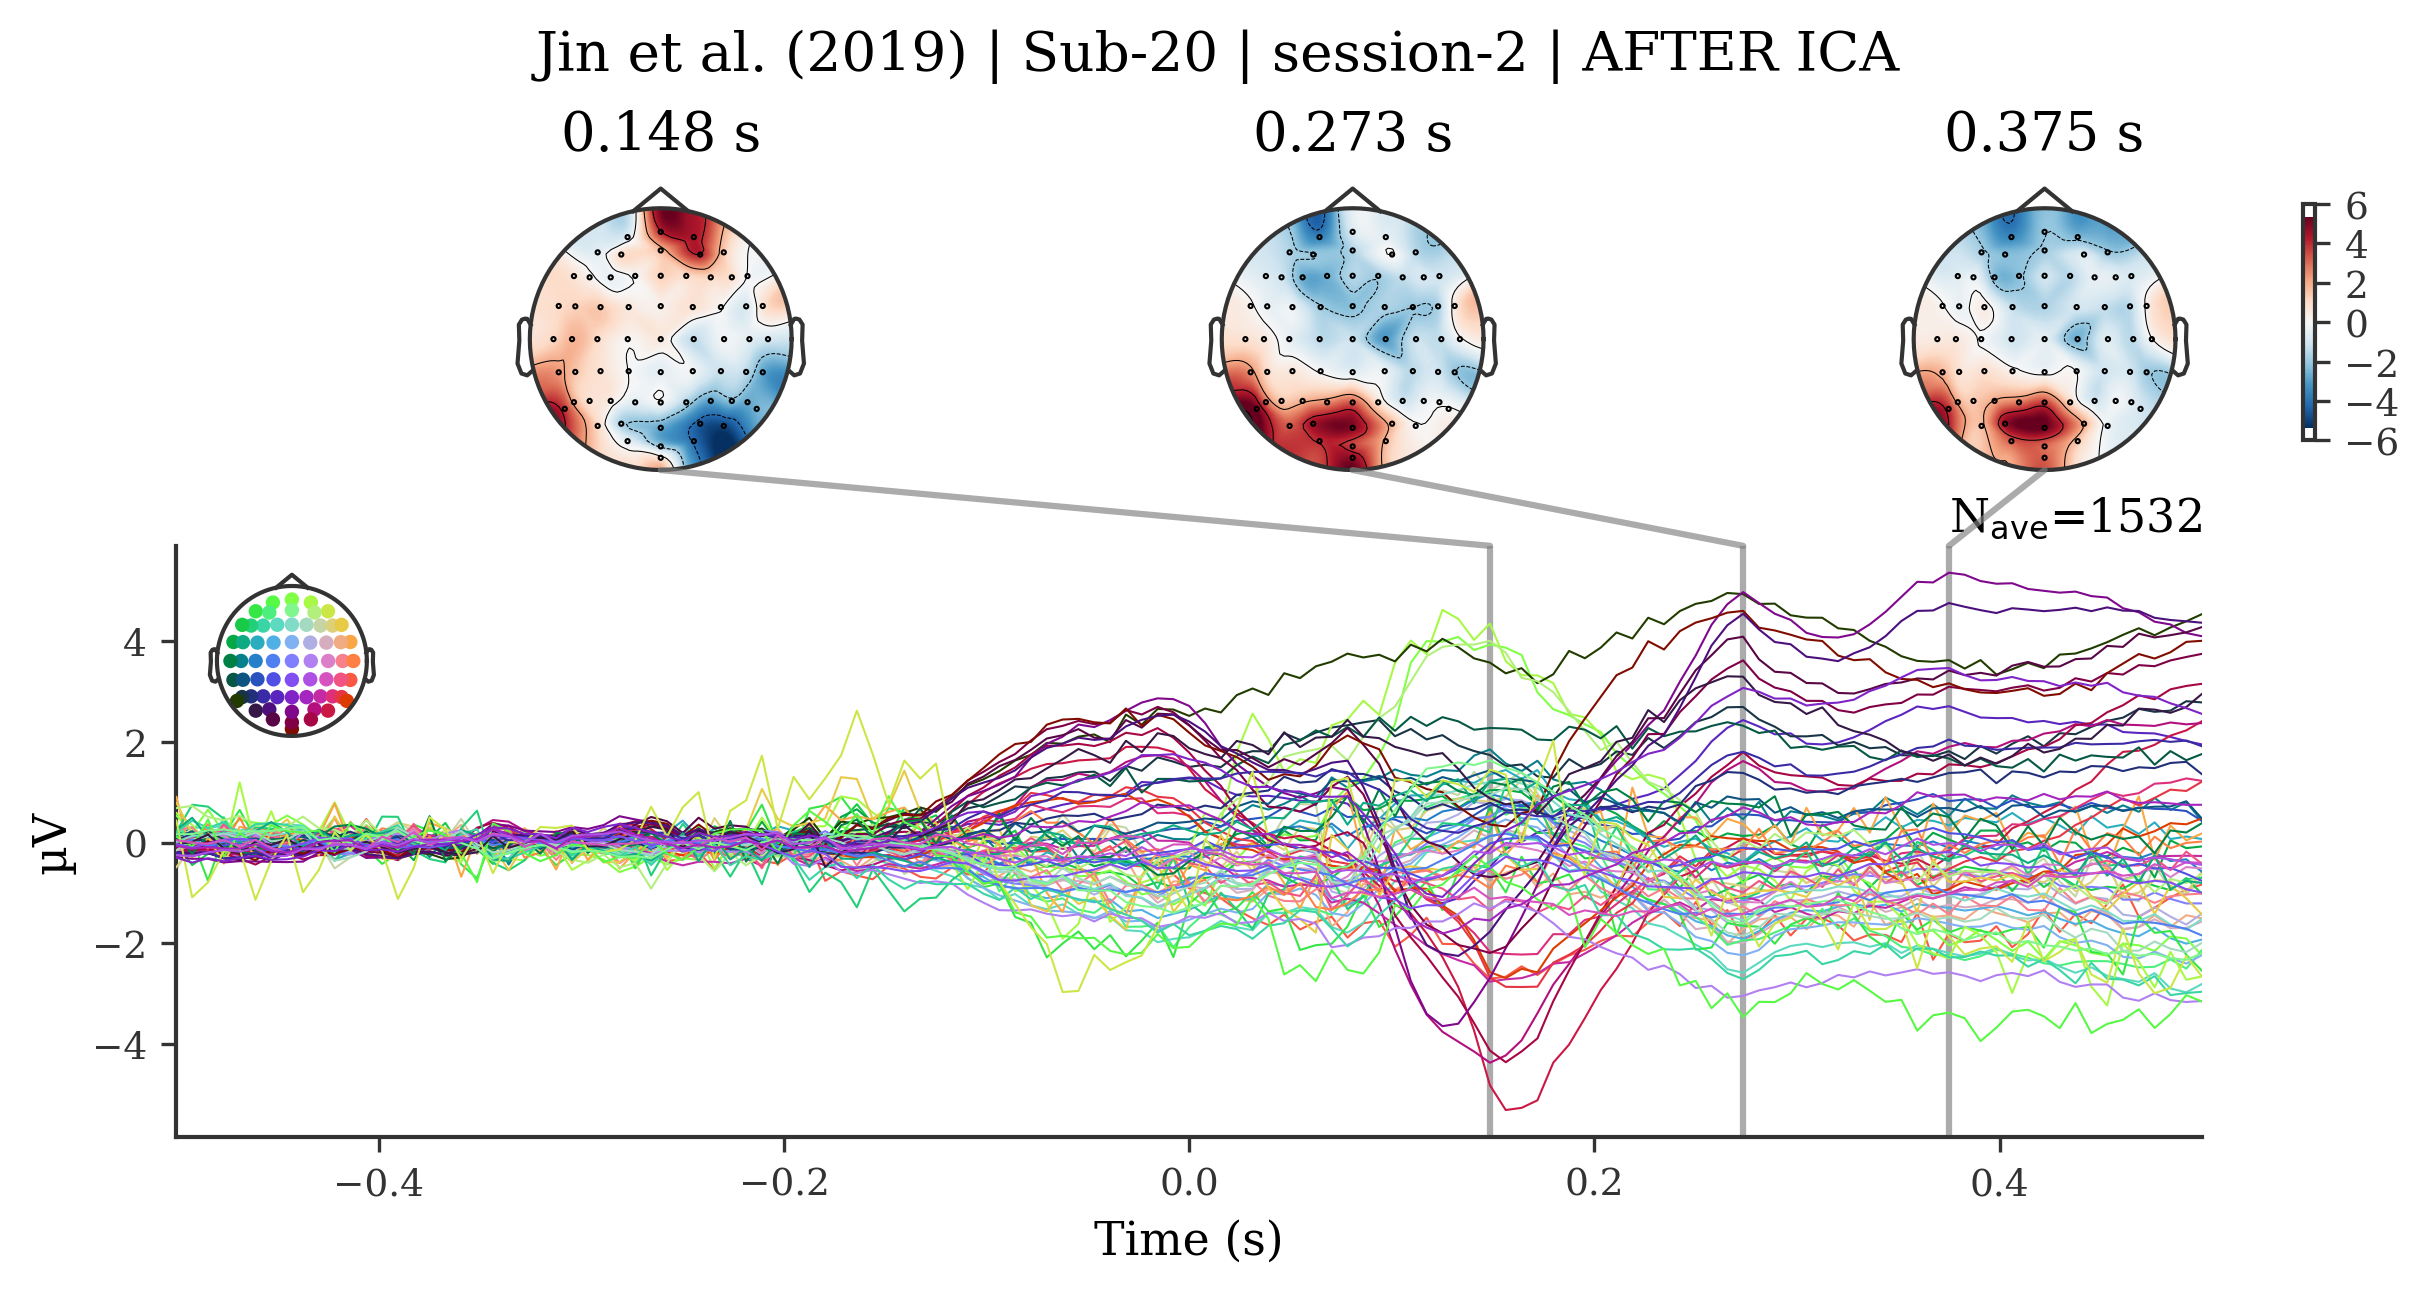 Jin et al. (2019) | Sub-20 | session-2 | AFTER ICA
0.148 s
0.273 s
0.375 s
6
4
2
0
−2
−4
−6
Nave=1532
4
2
0
−2
−4
µV
−0.4
−0.2
0.0
0.2
0.4
Time (s)